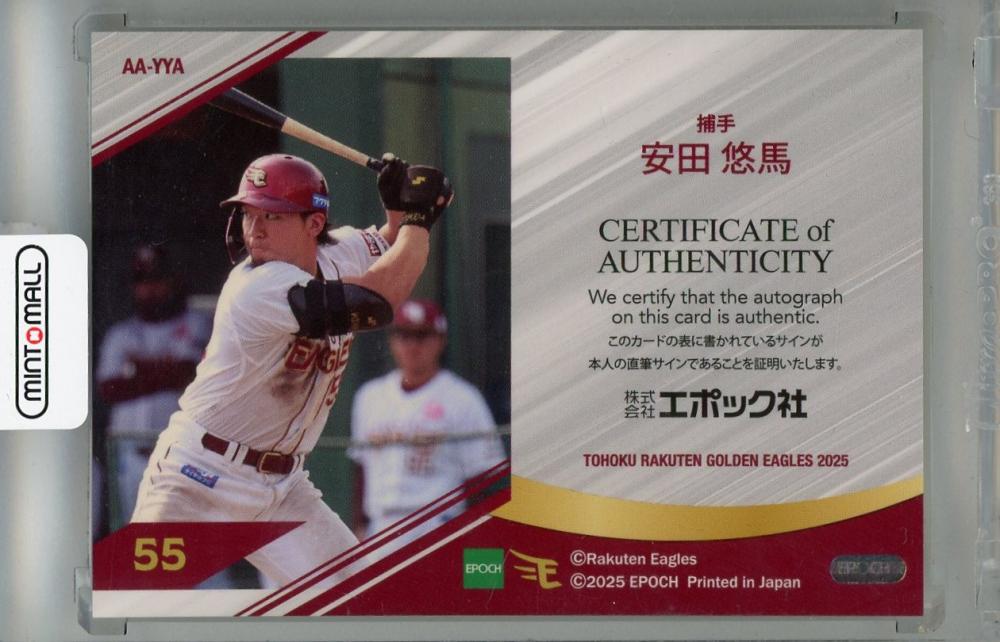 AA-YYA
捕手
安田 悠馬
CERTIFICATE of
AUTHENTICITY
We certify that the autograph
on this card is authentic.
このカードの表に書かれているサインが
本人の直筆サインであることを証明いたします。
株式会社エポック社
TOHOKU RAKUTEN GOLDEN EAGLES 2025
55
EPOCH
©Rakuten Eagles
©2025 EPOCH Printed in Japan
EPOCH
MINT MALL
EAGLES